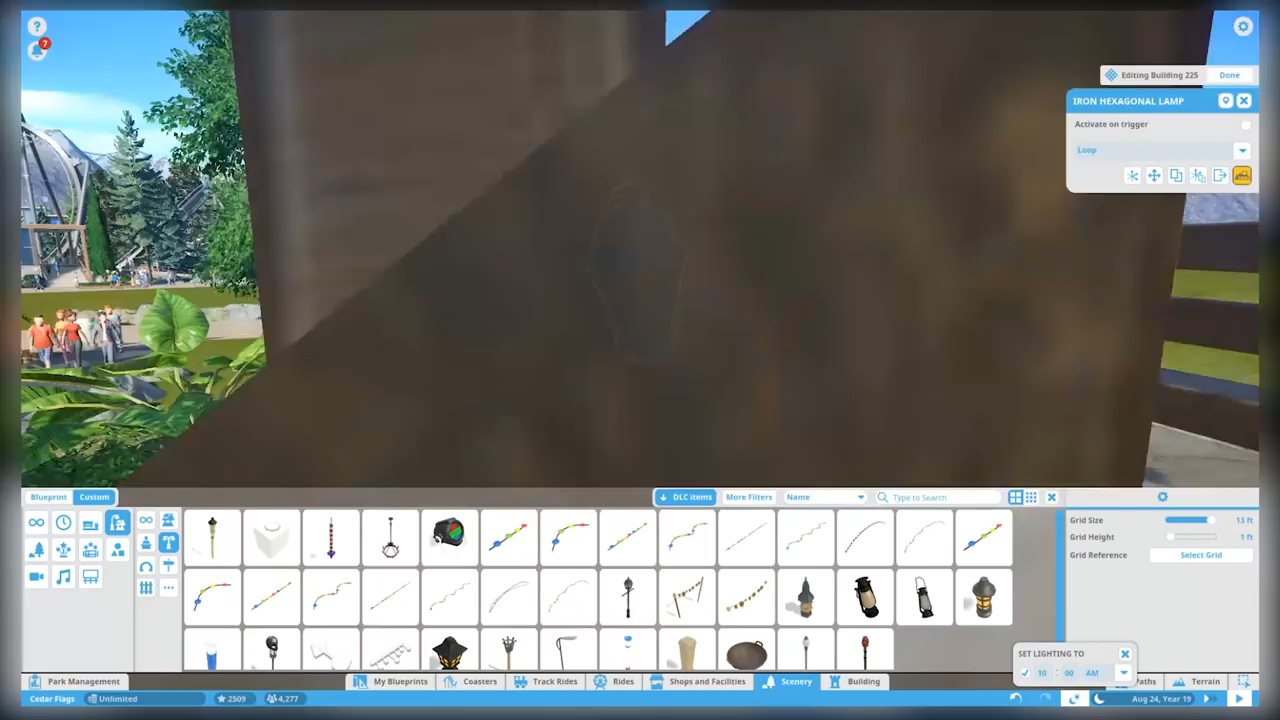 ?
7
Editing Building 225 Done
IRON HEXAGONAL LAMP
Activate on trigger
Loop
Blueprint Custom
DLC Items More Filters Name Type to Search
Grid Size 13 ft
Grid Height 1 ft
Grid Reference Select Grid
SET LIGHTING TO
10 : 00 AM
Park Management My Blueprints Coasters Track Rides Rides Shops and Facilities Scenery Building Paths Terrain
Cedar Flags Unlimited 2509 4,277 Aug 24, Year 19